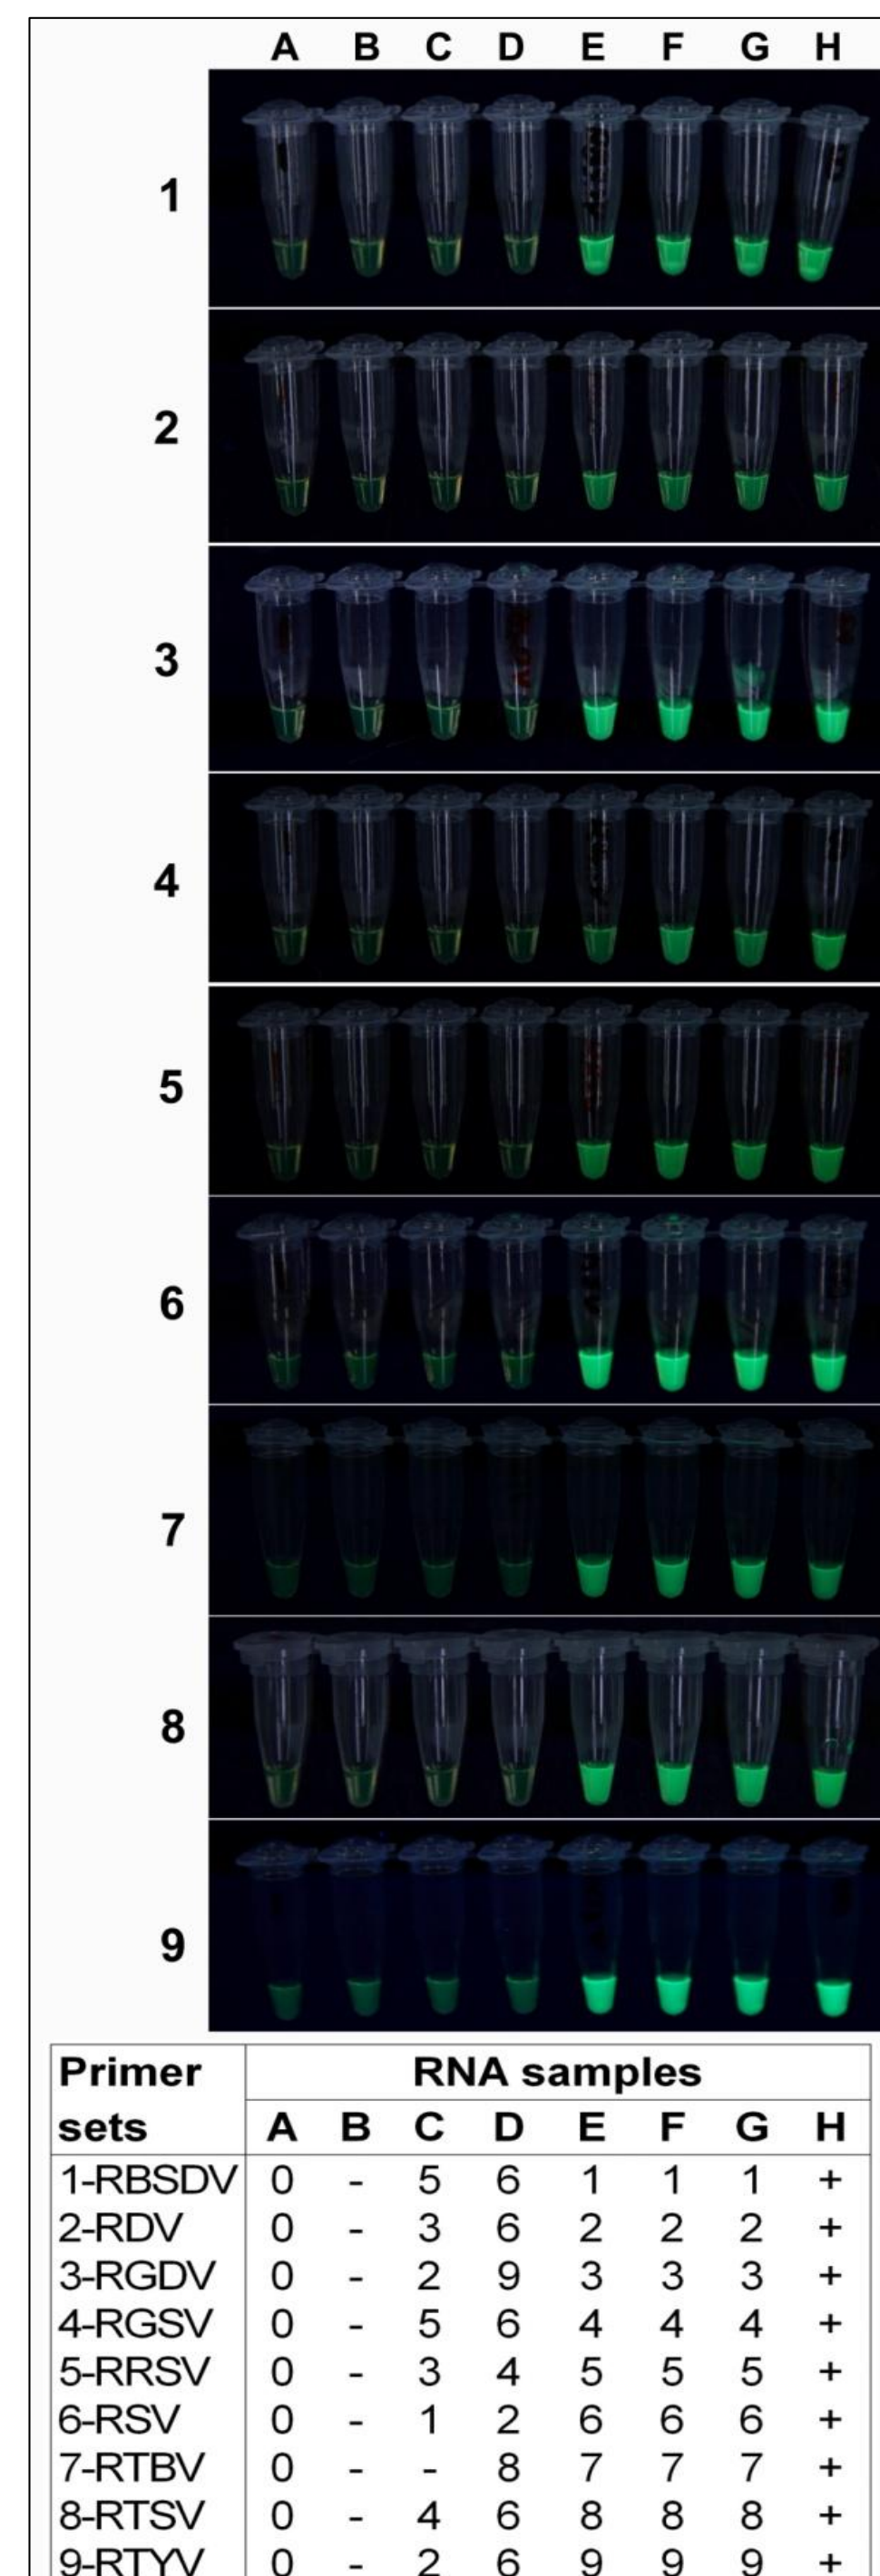 A B C D E F G H
1
2
3
4
5
6
7
8
9
Primer sets RNA samples
A B C D E F G H
1-RBSDV 0 - 5 6 1 1 1 +
2-RDV 0 - 3 6 2 2 2 +
3-RGDV 0 - 2 9 3 3 3 +
4-RGSV 0 - 5 6 4 4 4 +
5-RRSV 0 - 3 4 5 5 5 +
6-RSV 0 - 1 2 6 6 6 +
7-RTBV 0 - - 8 7 7 7 +
8-RTSV 0 - 4 6 8 8 8 +
9-RTYV 0 - 2 6 9 9 9 +